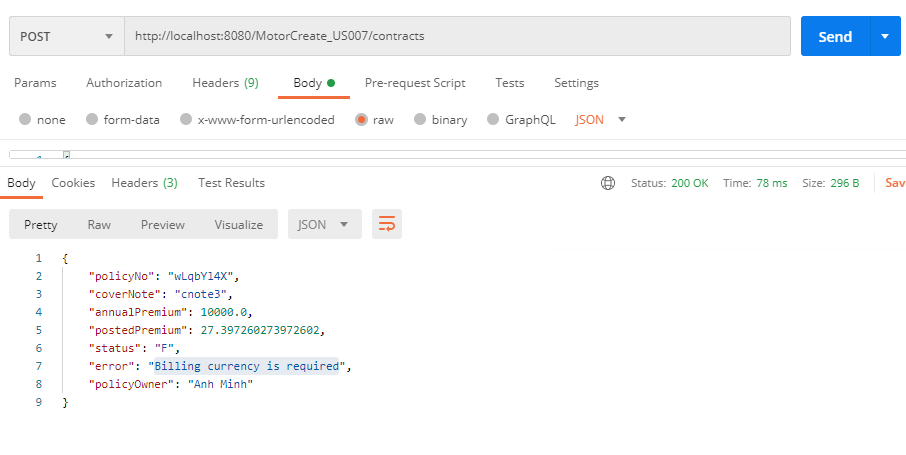 POST http://localhost:8080/MotorCreate_US007/contracts Send
Params Authorization Headers (9) Body Pre-request Script Tests Settings
none form-data x-www-form-urlencoded raw binary GraphQL JSON
Body Cookies Headers (3) Test Results Status: 200 OK Time: 78 ms Size: 296 B Sav
Pretty Raw Preview Visualize JSON
1 {
2 "policyNo": "wLqbYl4X",
3 "coverNote": "cnote3",
4 "annualPremium": 10000.0,
5 "postedPremium": 27.397260273972602,
6 "status": "F",
7 "error": "Billing currency is required",
8 "policyOwner": "Anh Minh"
9 }